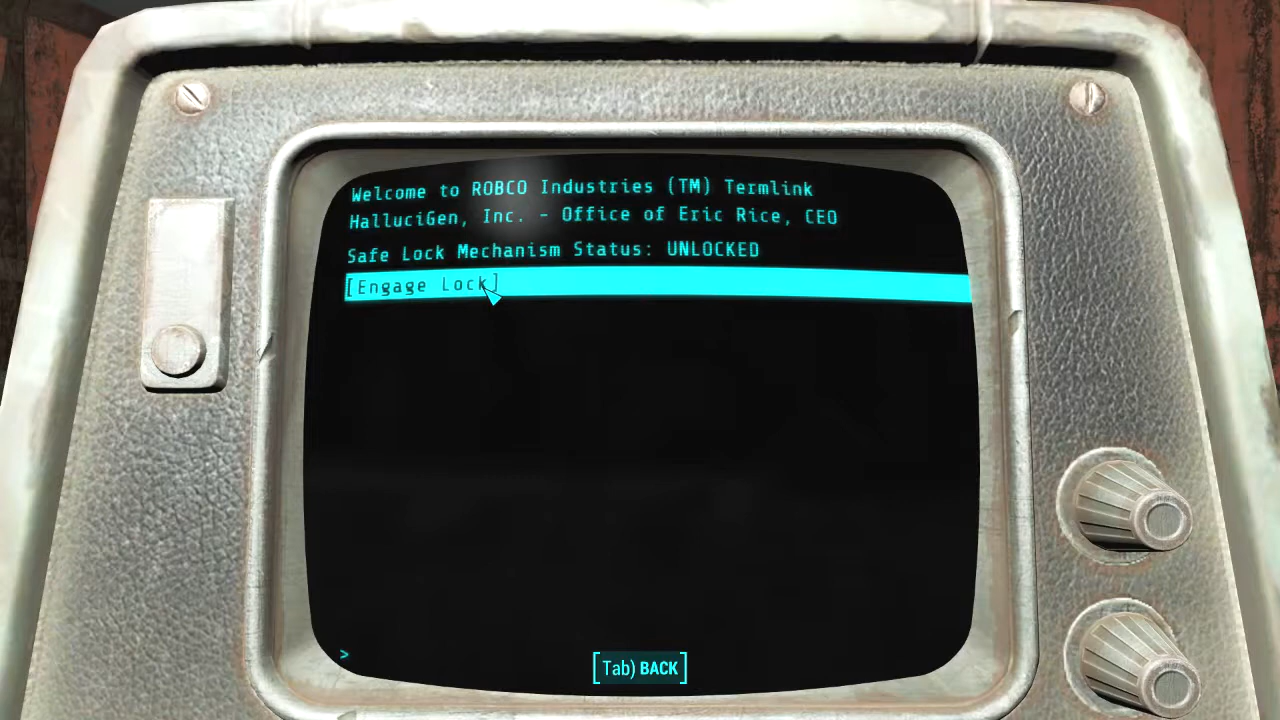 Welcome to ROBCO Industries (TM) Termlink
HalluciGen, Inc. - Office of Eric Rice, CEO
Safe Lock Mechanism Status: UNLOCKED
[Engage Lock]
>
[Tab) BACK]